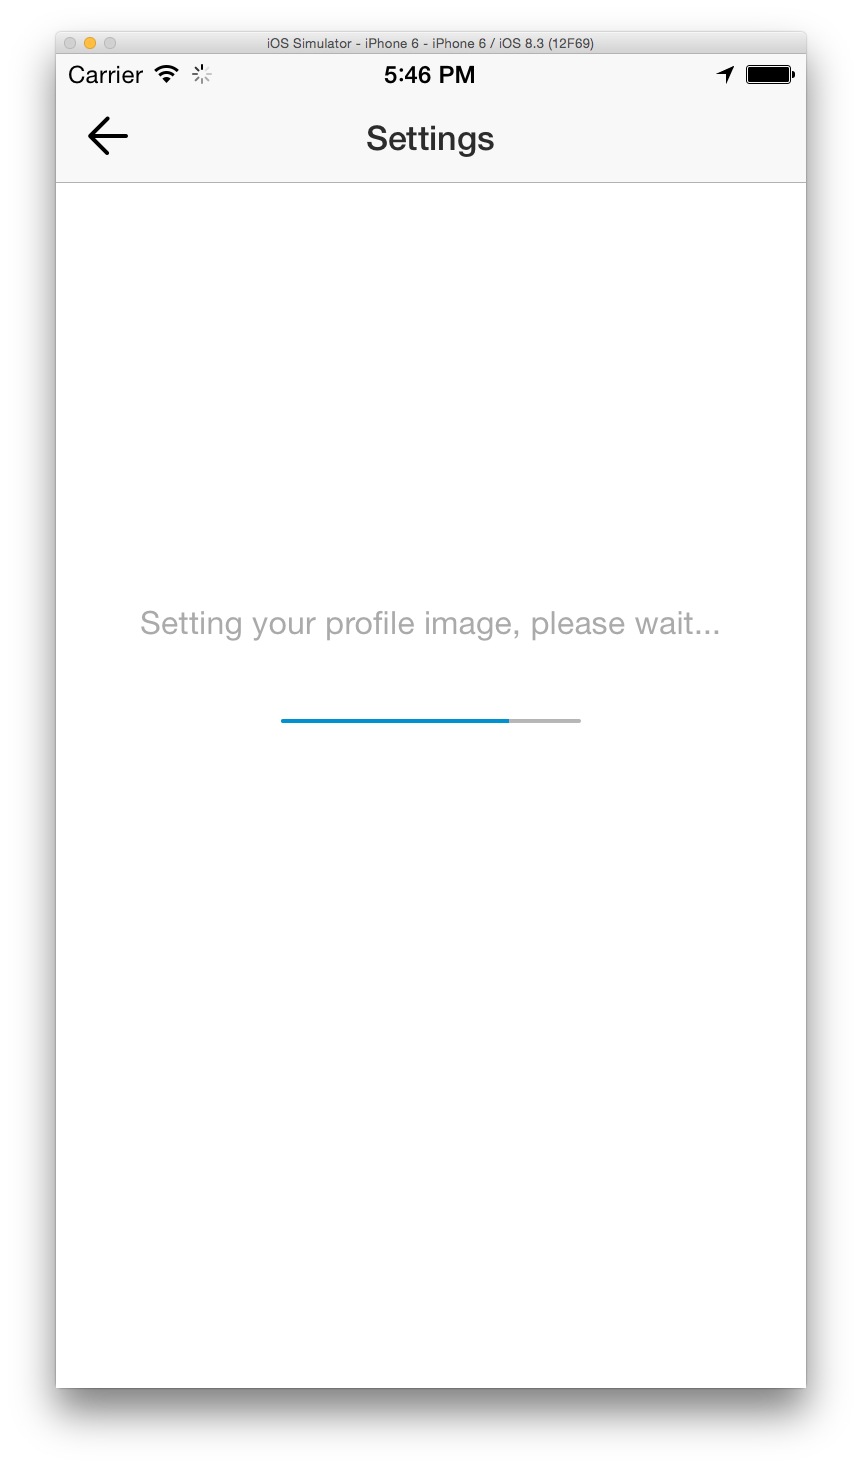 iOS Simulator - iPhone 6 - iPhone 6 / iOS 8.3 (12F69)
Carrier 5:46 PM
Settings
Setting your profile image, please wait...